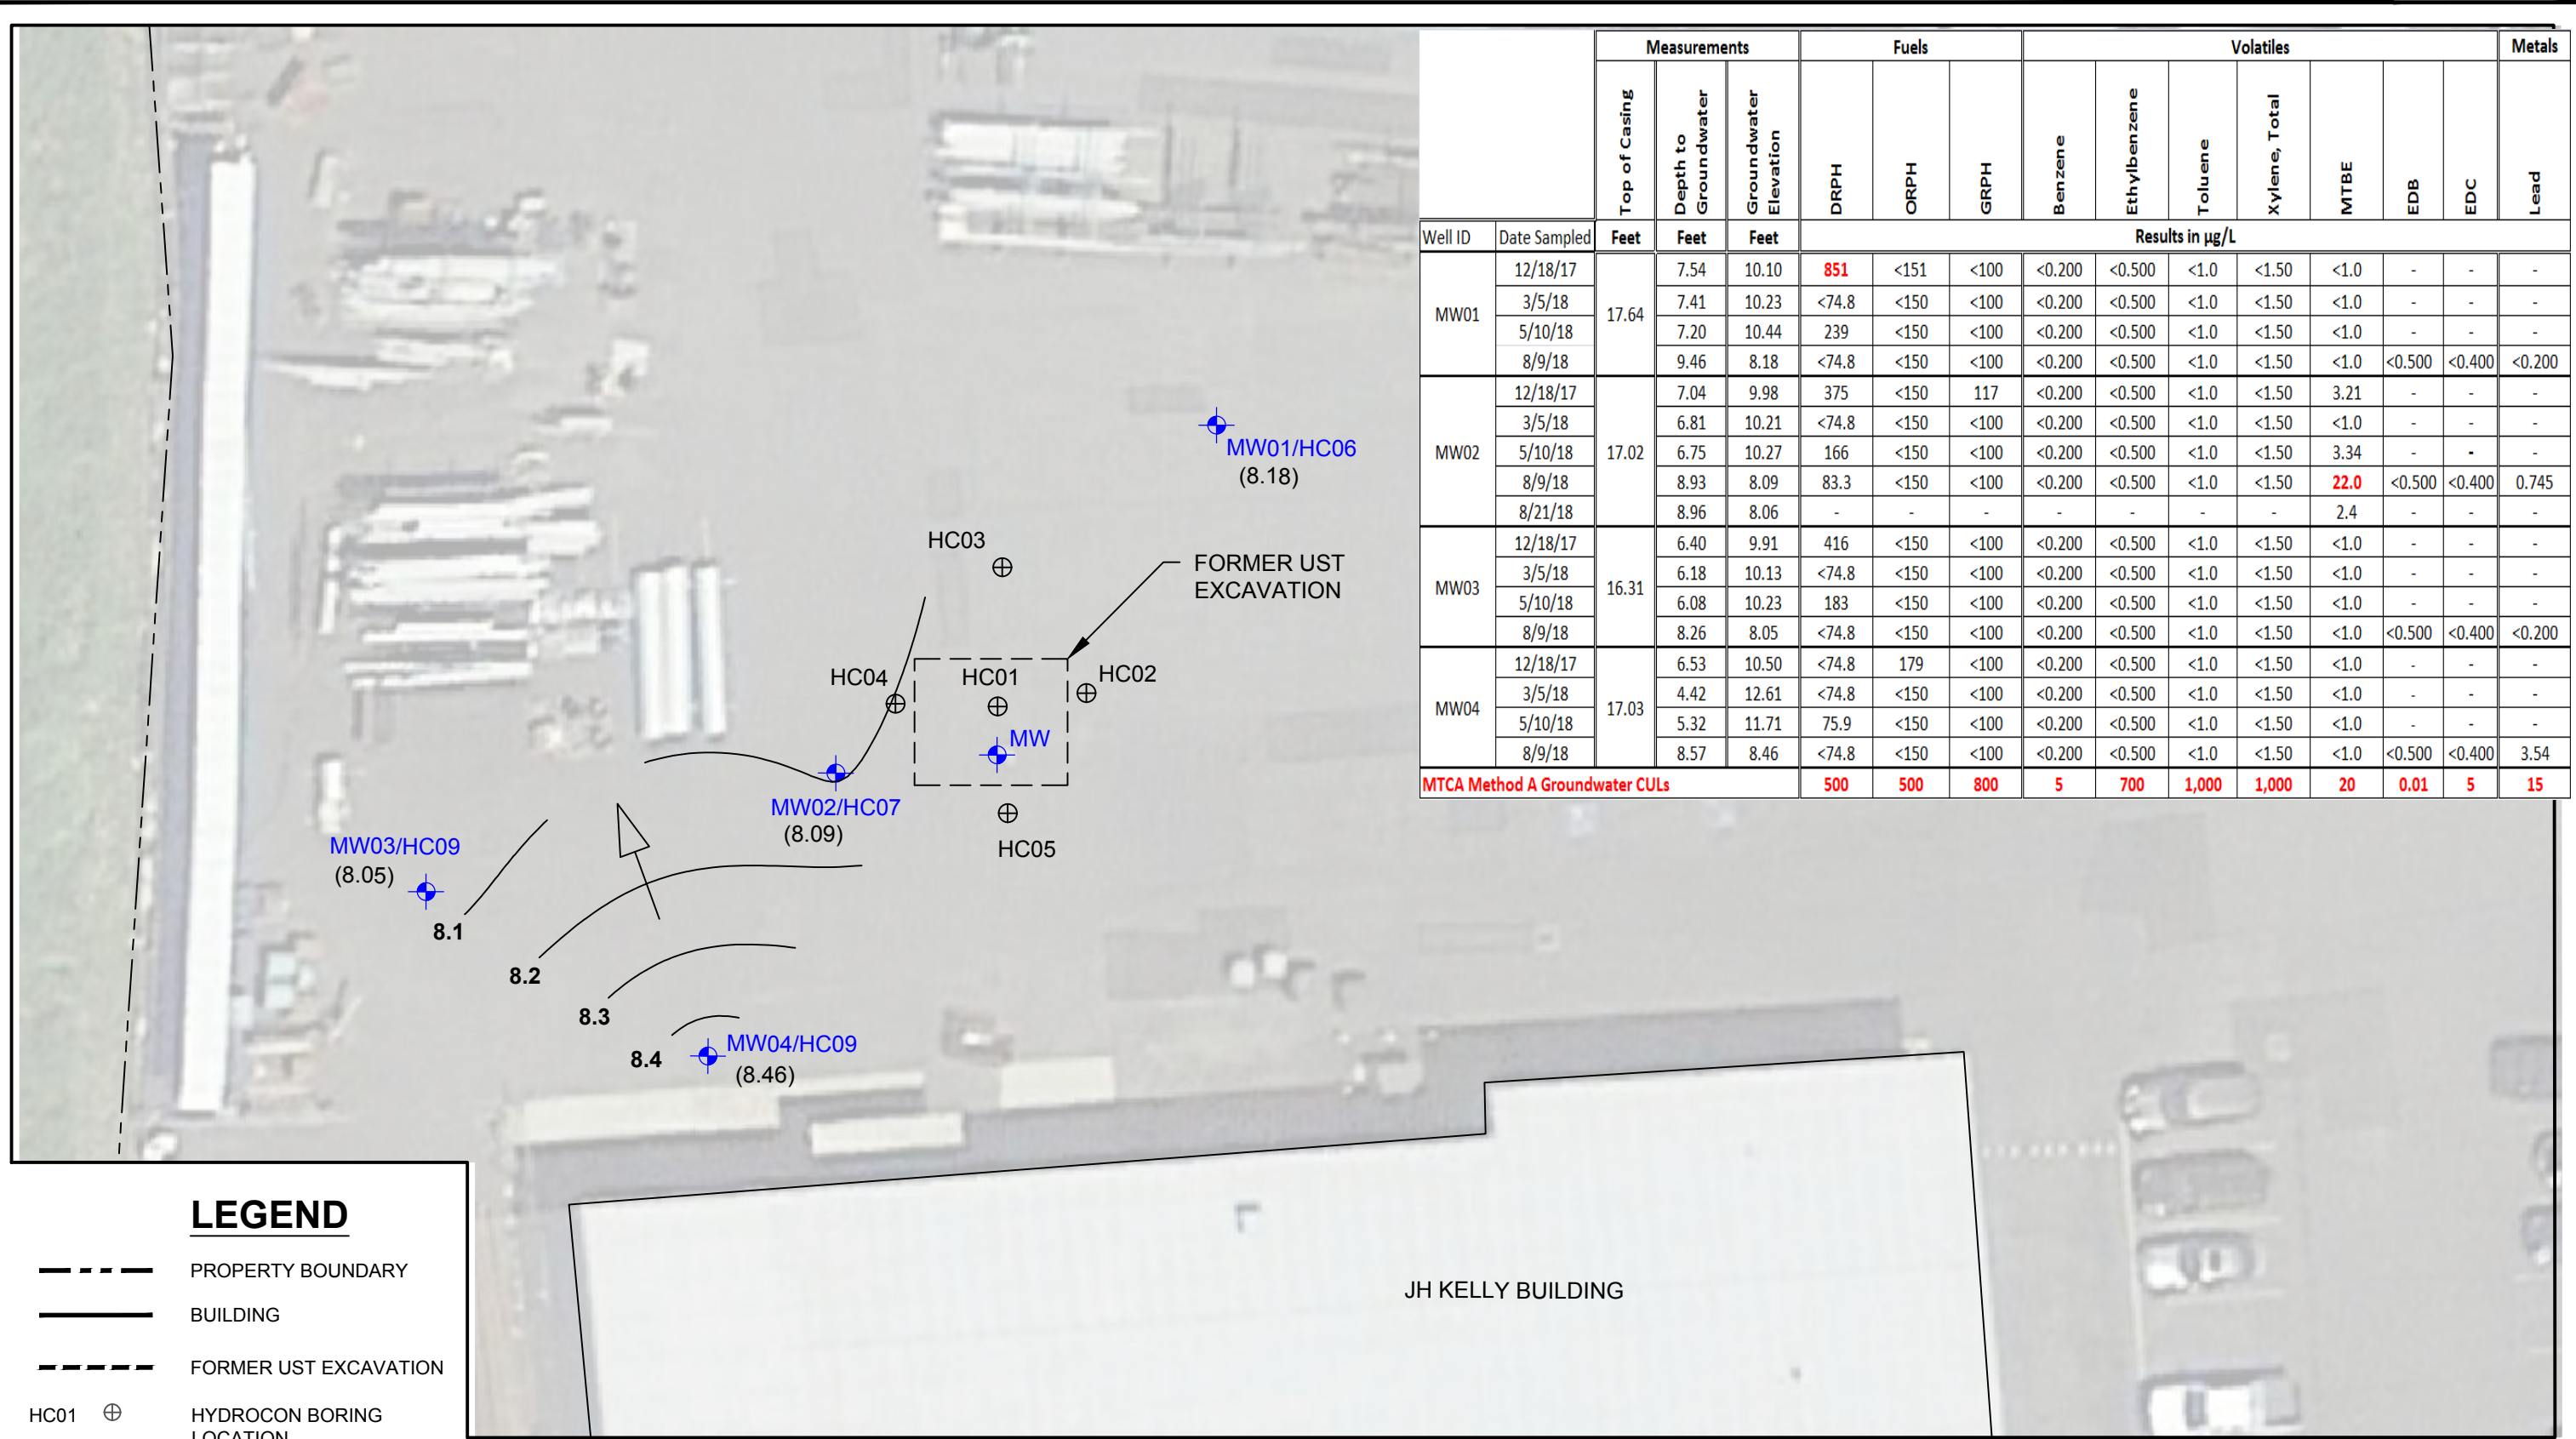 Measurements Fuels Volatiles Metals
Top of Casing Depth to Groundwater Groundwater Elevation DRPH ORPH GRPH Benzene Ethylbenzene Toluene Xylene, Total MTBE EDB EDC Lead
Well ID Date Sampled Feet Feet Feet Results in µg/L
MW01 17.64
12/18/17 7.54 10.10 851 <151 <100 <0.200 <0.500 <1.0 <1.50 <1.0 - - -
3/5/18 7.41 10.23 <74.8 <150 <100 <0.200 <0.500 <1.0 <1.50 <1.0 - - -
5/10/18 7.20 10.44 239 <150 <100 <0.200 <0.500 <1.0 <1.50 <1.0 - - -
8/9/18 9.46 8.18 <74.8 <150 <100 <0.200 <0.500 <1.0 <1.50 <1.0 <0.500 <0.400 <0.200
MW02 17.02
12/18/17 7.04 9.98 375 <150 117 <0.200 <0.500 <1.0 <1.50 3.21 - - -
3/5/18 6.81 10.21 <74.8 <150 <100 <0.200 <0.500 <1.0 <1.50 <1.0 - - -
5/10/18 6.75 10.27 166 <150 <100 <0.200 <0.500 <1.0 <1.50 3.34 - - -
8/9/18 8.93 8.09 83.3 <150 <100 <0.200 <0.500 <1.0 <1.50 22.0 <0.500 <0.400 0.745
8/21/18 8.96 8.06 - - - - - - - 2.4 - - -
MW03 16.31
12/18/17 6.40 9.91 416 <150 <100 <0.200 <0.500 <1.0 <1.50 <1.0 - - -
3/5/18 6.18 10.13 <74.8 <150 <100 <0.200 <0.500 <1.0 <1.50 <1.0 - - -
5/10/18 6.08 10.23 183 <150 <100 <0.200 <0.500 <1.0 <1.50 <1.0 - - -
8/9/18 8.26 8.05 <74.8 <150 <100 <0.200 <0.500 <1.0 <1.50 <1.0 <0.500 <0.400 <0.200
MW04 17.03
12/18/17 6.53 10.50 <74.8 179 <100 <0.200 <0.500 <1.0 <1.50 <1.0 - - -
3/5/18 4.42 12.61 <74.8 <150 <100 <0.200 <0.500 <1.0 <1.50 <1.0 - - -
5/10/18 5.32 11.71 75.9 <150 <100 <0.200 <0.500 <1.0 <1.50 <1.0 - - -
8/9/18 8.57 8.46 <74.8 <150 <100 <0.200 <0.500 <1.0 <1.50 <1.0 <0.500 <0.400 3.54
MTCA Method A Groundwater CULs 500 500 800 5 700 1,000 1,000 20 0.01 5 15
MW01/HC06
(8.18)
HC03
FORMER UST
EXCAVATION
HC04
HC01
HC02
MW
MW02/HC07
(8.09)
HC05
MW03/HC09
(8.05)
8.1
8.2
8.3
8.4
MW04/HC09
(8.46)
JH KELLY BUILDING
LEGEND
PROPERTY BOUNDARY
BUILDING
FORMER UST EXCAVATION
HC01 HYDROCON BORING
LOCATION